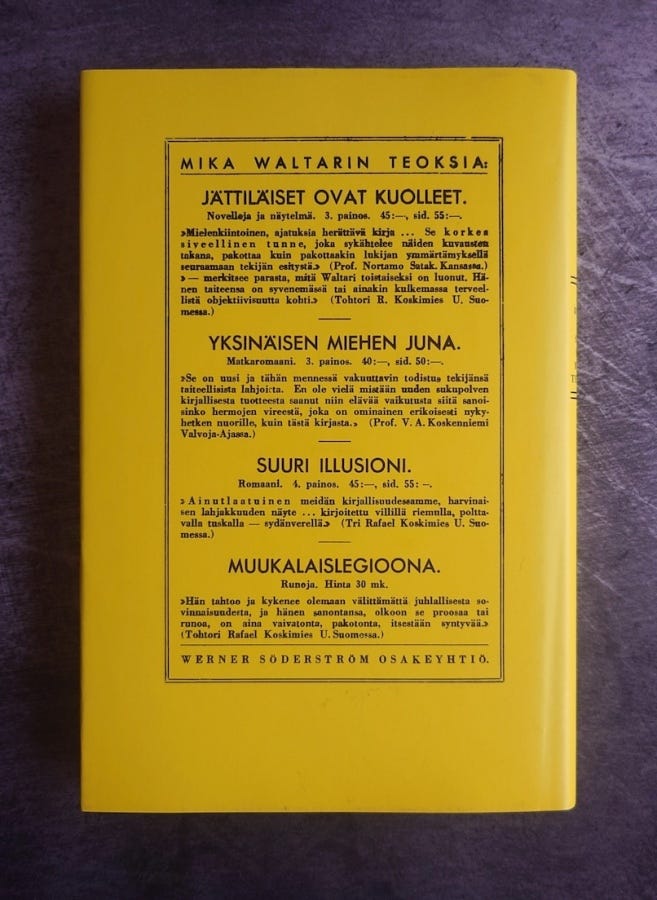 MIKA WALTARIN TEOKSIA:
JÄTTILÄISET OVAT KUOLLEET.
Novelleja ja näytelmä. 3. painos. 45:—, sid. 55:—.
»Mielenkiintoinen, ajatuksia herättävä kirja ... Se korkea
siveellinen tunne, joka sykähtelee näiden kuvausten
takana, pakottaa kuin pakottaakin lukijan ymmärtämyksellä
seuraamaan tekijän esitystä.» (Prof. Nortamo Satak. Kansassa.)
» — merkitsee parasta, mitä Waltari toistaiseksi on luonut. Hä-
nen taiteensa on syvenemässä tai ainakin kulkemassa terveel-
listä objektiivisuutta kohti.» (Tohtori R. Koskimies U. Suo-
messa.)
YKSINÄISEN MIEHEN JUNA.
Matkaromaani. 3. painos. 40:—, sid. 50:—.
»Se on uusi ja tähän mennessä vakuuttavin todistus tekijänsä
taiteellisista lahjoista. En ole vielä mistään uuden sukupolven
kirjallisesta tuotteesta saanut niin elävää vaikutusta siitä sanoi-
sinko hermojen vireestä, joka on ominainen erikoisesti nyky-
hetken nuorille, kuin tästä kirjasta.» (Prof. V. A. Koskenniemi
Valvoja-Ajassa.)
SUURI ILLUSIONI.
Romaani. 4. painos. 45:—, sid. 55: –.
»Ainutlaatuinen meidän kirjallisuudessamme, harvinai-
sen lahjakkuuden näyte ... kirjoitettu villillä riemulla, poltta-
valla tuskalla — sydänverellä.» (Tri Rafael Koskimies U. Suo-
messa.)
MUUKALAISLEGIOONA.
Runoja. Hinta 30 mk.
»Hän tahtoo ja kykenee olemaan välittämättä juhlallisesta so-
vinnaisuudesta, ja hänen sanontansa, olkoon se proosaa tai
runoa, on aina vaivatonta, pakotonta, itsestään syntyvää.»
(Tohtori Rafael Koskimies U. Suomessa.)
WERNER SÖDERSTRÖM OSAKEYHTIÖ.